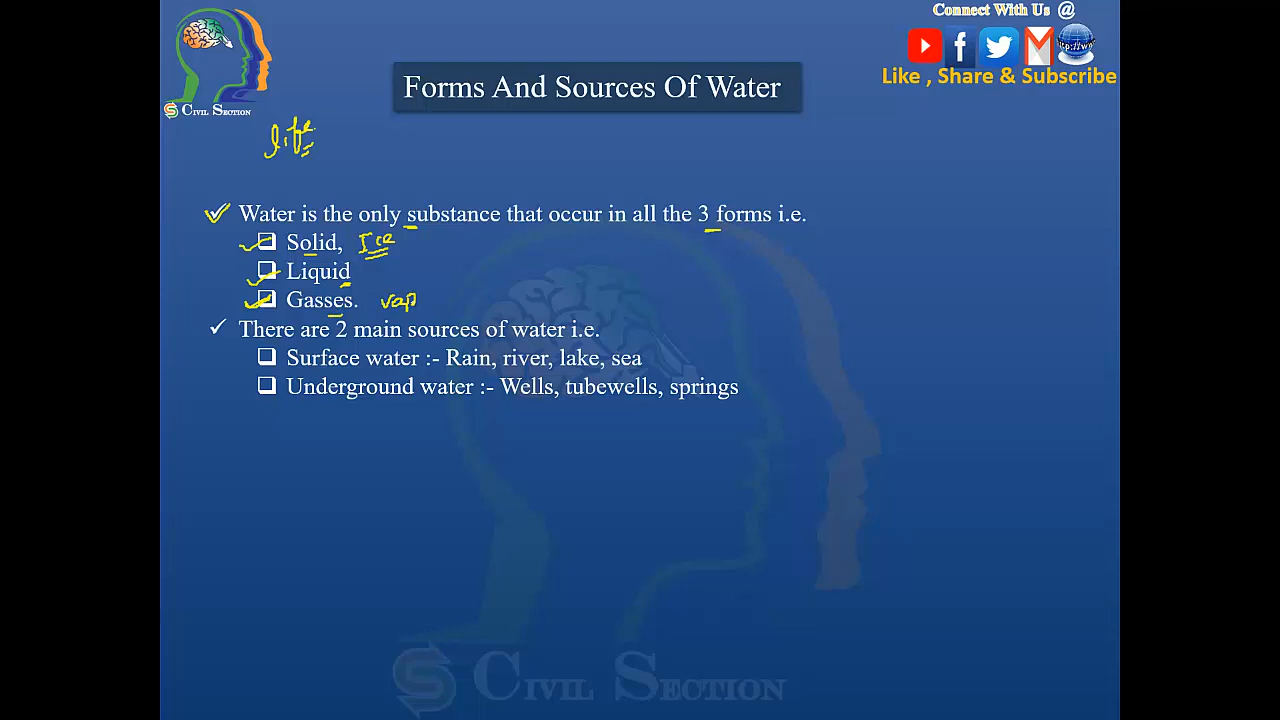 Connect With Us @
http://ww
Like , Share & Subscribe
CIVIL SECTION
Forms And Sources Of Water
life
Water is the only substance that occur in all the 3 forms i.e.
Solid, Ice
Liquid
Gasses. vap
There are 2 main sources of water i.e.
Surface water :- Rain, river, lake, sea
Underground water :- Wells, tubewells, springs
CIVIL SECTION